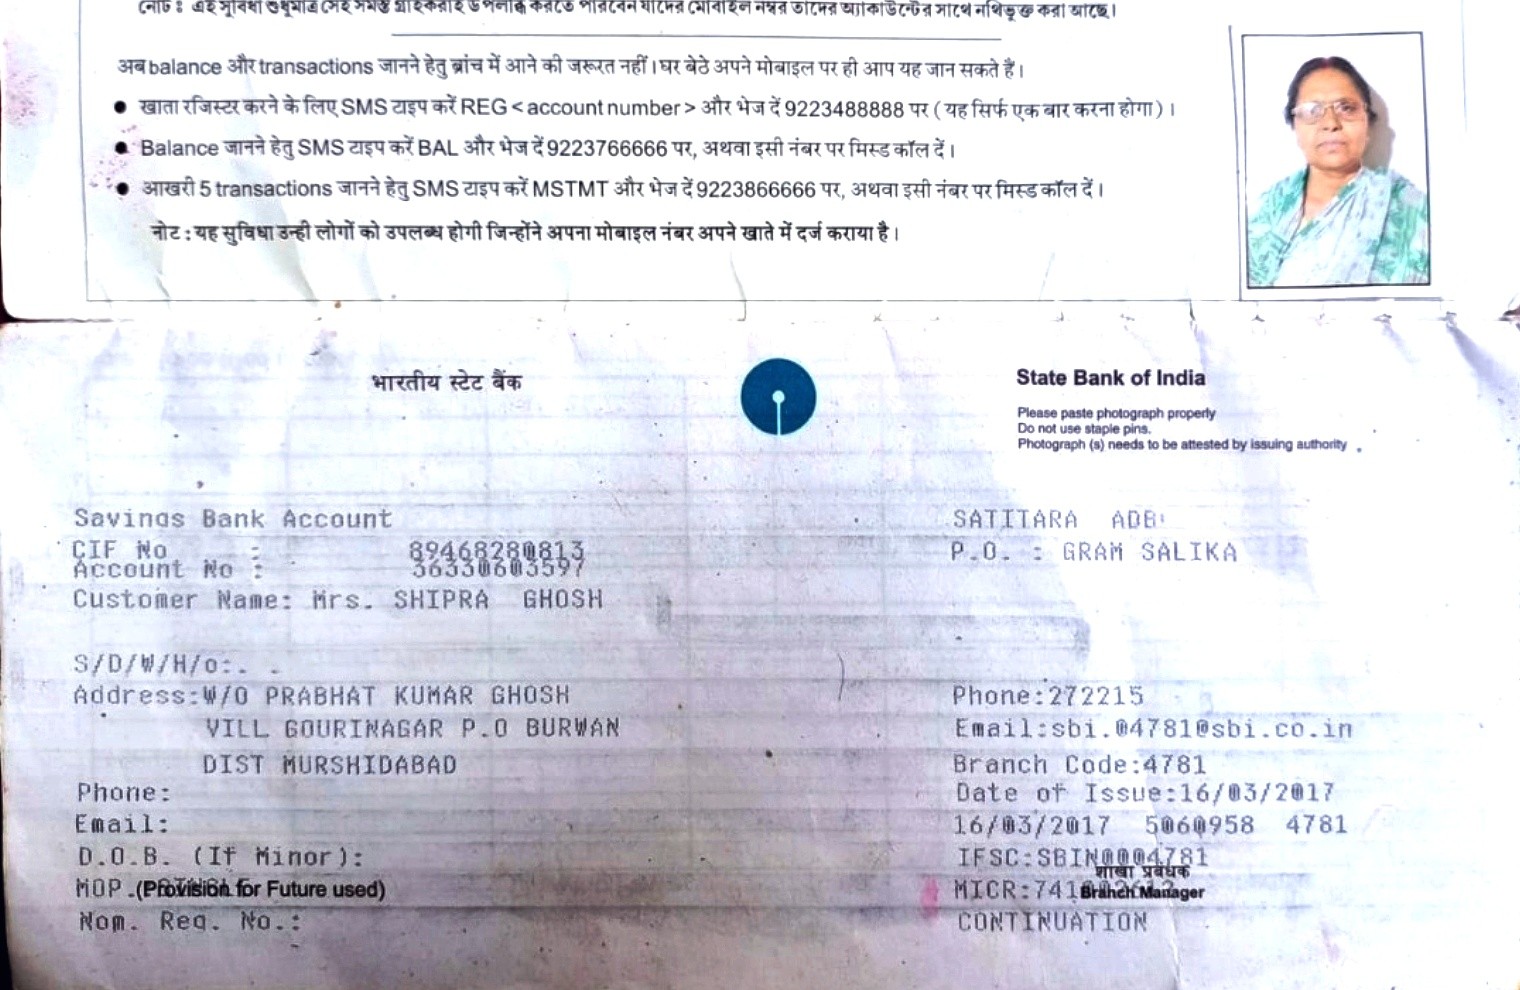 নোট : এই সুবিধা শুধুমাত্র সেই সমস্ত গ্রাহকরাই উপলব্ধি করতে পারবেন যাদের মোবাইল নম্বর তাদের অ্যাকাউন্টের সাথে নথিভুক্ত করা আছে।
अब balance और transactions जानने हेतु ब्रांच में आने की जरूरत नहीं। घर बेठे अपने मोबाइल पर ही आप यह जान सकते हैं।
● खाता रजिस्टर करने के लिए SMS टाइप करें REG < account number > और भेज दें 9223488888 पर ( यह सिर्फ एक बार करना होगा ) ।
● Balance जानने हेतु SMS टाइप करें BAL और भेज दें 9223766666 पर, अथवा इसी नंबर पर मिस्ड कॉल दें।
● आखरी 5 transactions जानने हेतु SMS टाइप करें MSTMT और भेज दें 9223866666 पर, अथवा इसी नंबर पर मिस्ड कॉल दें।
नोट : यह सुविधा उन्ही लोगों को उपलब्ध होगी जिन्होंने अपना मोबाइल नंबर अपने खाते में दर्ज कराया है।
भारतीय स्टेट बैंक
State Bank of India
Please paste photograph properly
Do not use staple pins.
Photograph (s) needs to be attested by issuing authority
Savings Bank Account SATITARA ADB
CIF No : 89468280813 P.O. : GRAM SALIKA
Account No : 36330603597
Customer Name: Mrs. SHIPRA GHOSH
S/D/W/H/o:. .
Address:W/O PRABHAT KUMAR GHOSH Phone:272215
VILL GOURINAGAR P.O BURWAN Email:sbi.04781@sbi.co.in
DIST MURSHIDABAD Branch Code:4781
Phone: Date of Issue:16/03/2017
Email: 16/03/2017 5060958 4781
D.O.B. (If Minor): IFSC:SBIN0004781
शाखा प्रबंधक
MOP. (Provision for Future used) MICR:741 Branch Manager
Nom. Reg. No.: CONTINUATION